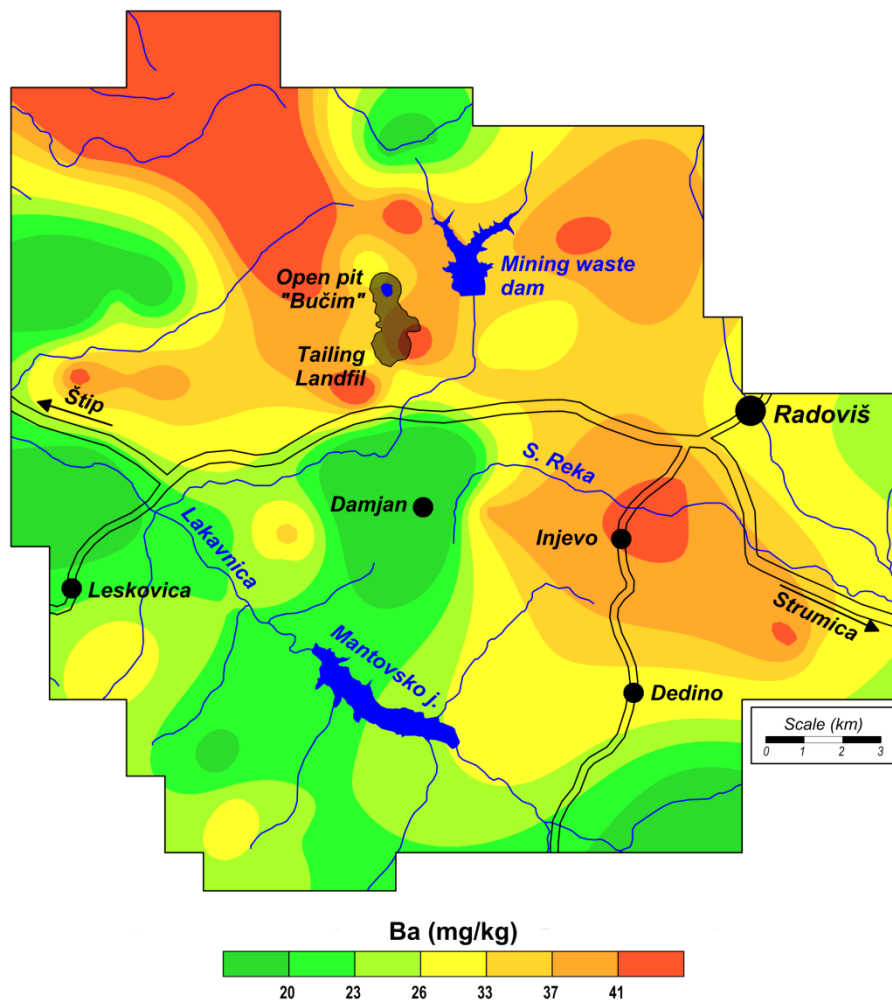 Open pit
"Bučim"
Mining waste
dam
Tailing
Landfil
Štip
Radoviš
S. Reka
Damjan
Injevo
Lakavnica
Leskovica
Strumica
Mantovsko j.
Dedino
Scale (km)
0 1 2 3
Ba (mg/kg)
20 23 26 33 37 41